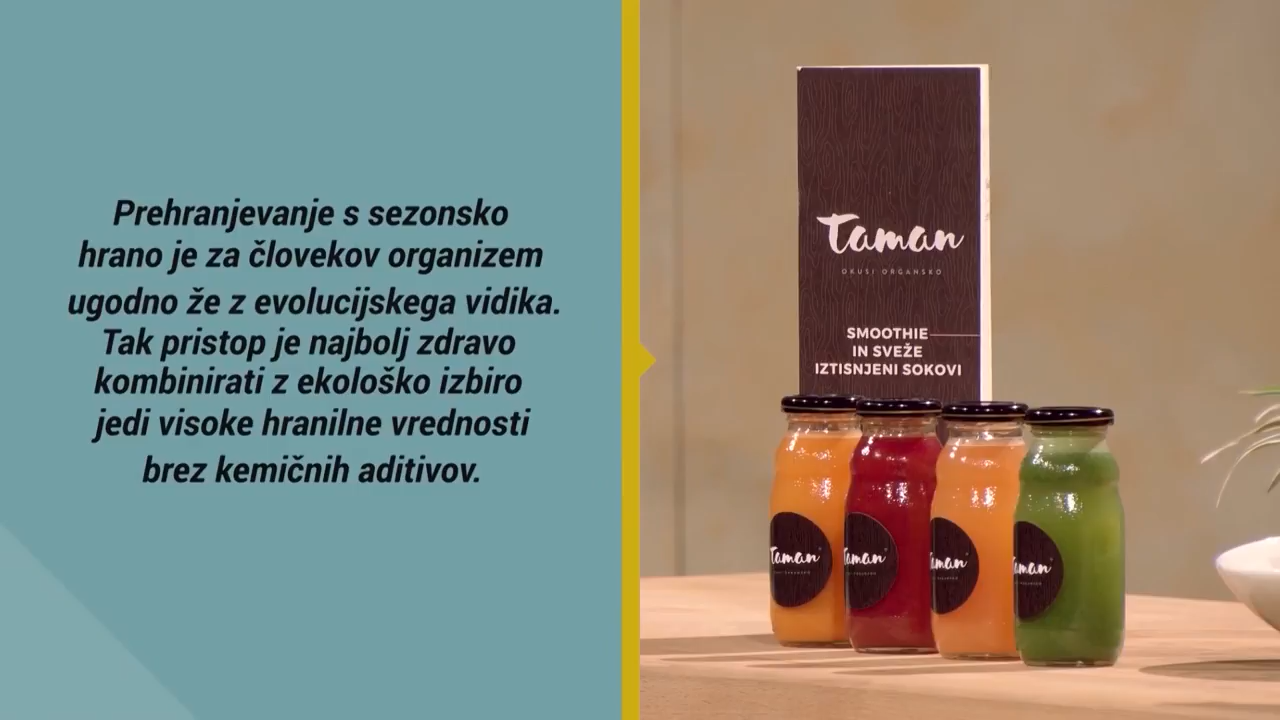 Prehranjevanje s sezonsko
hrano je za človekov organizem
ugodno že z evolucijskega vidika.
Tak pristop je najbolj zdravo
kombinirati z ekološko izbiro
jedi visoke hranilne vrednosti
brez kemičnih aditivov.
Taman
OKUSI ORGANSKO
SMOOTHIE
IN SVEŽE
IZTISNJENI SOKOVI
Taman
Taman
Taman
Taman